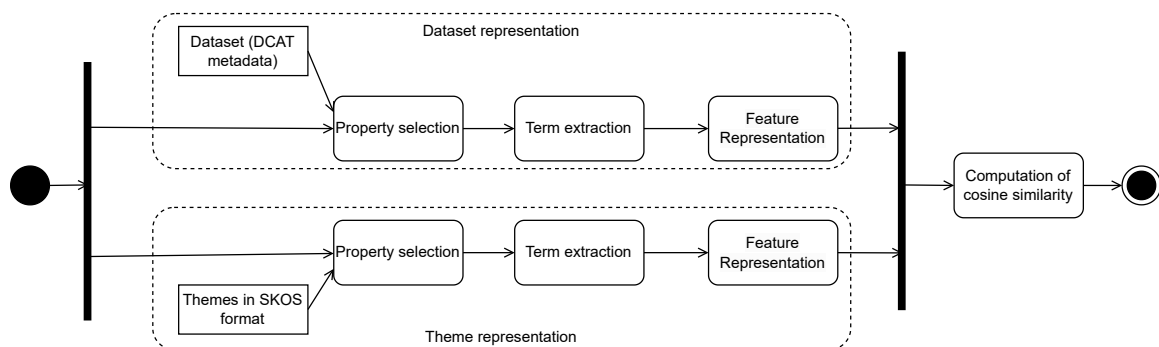 Dataset representation
Dataset (DCAT
metadata)
Property selection
Term extraction
Feature
Representation
Computation of
cosine similarity
Property selection
Term extraction
Feature
Representation
Themes in SKOS
format
Theme representation